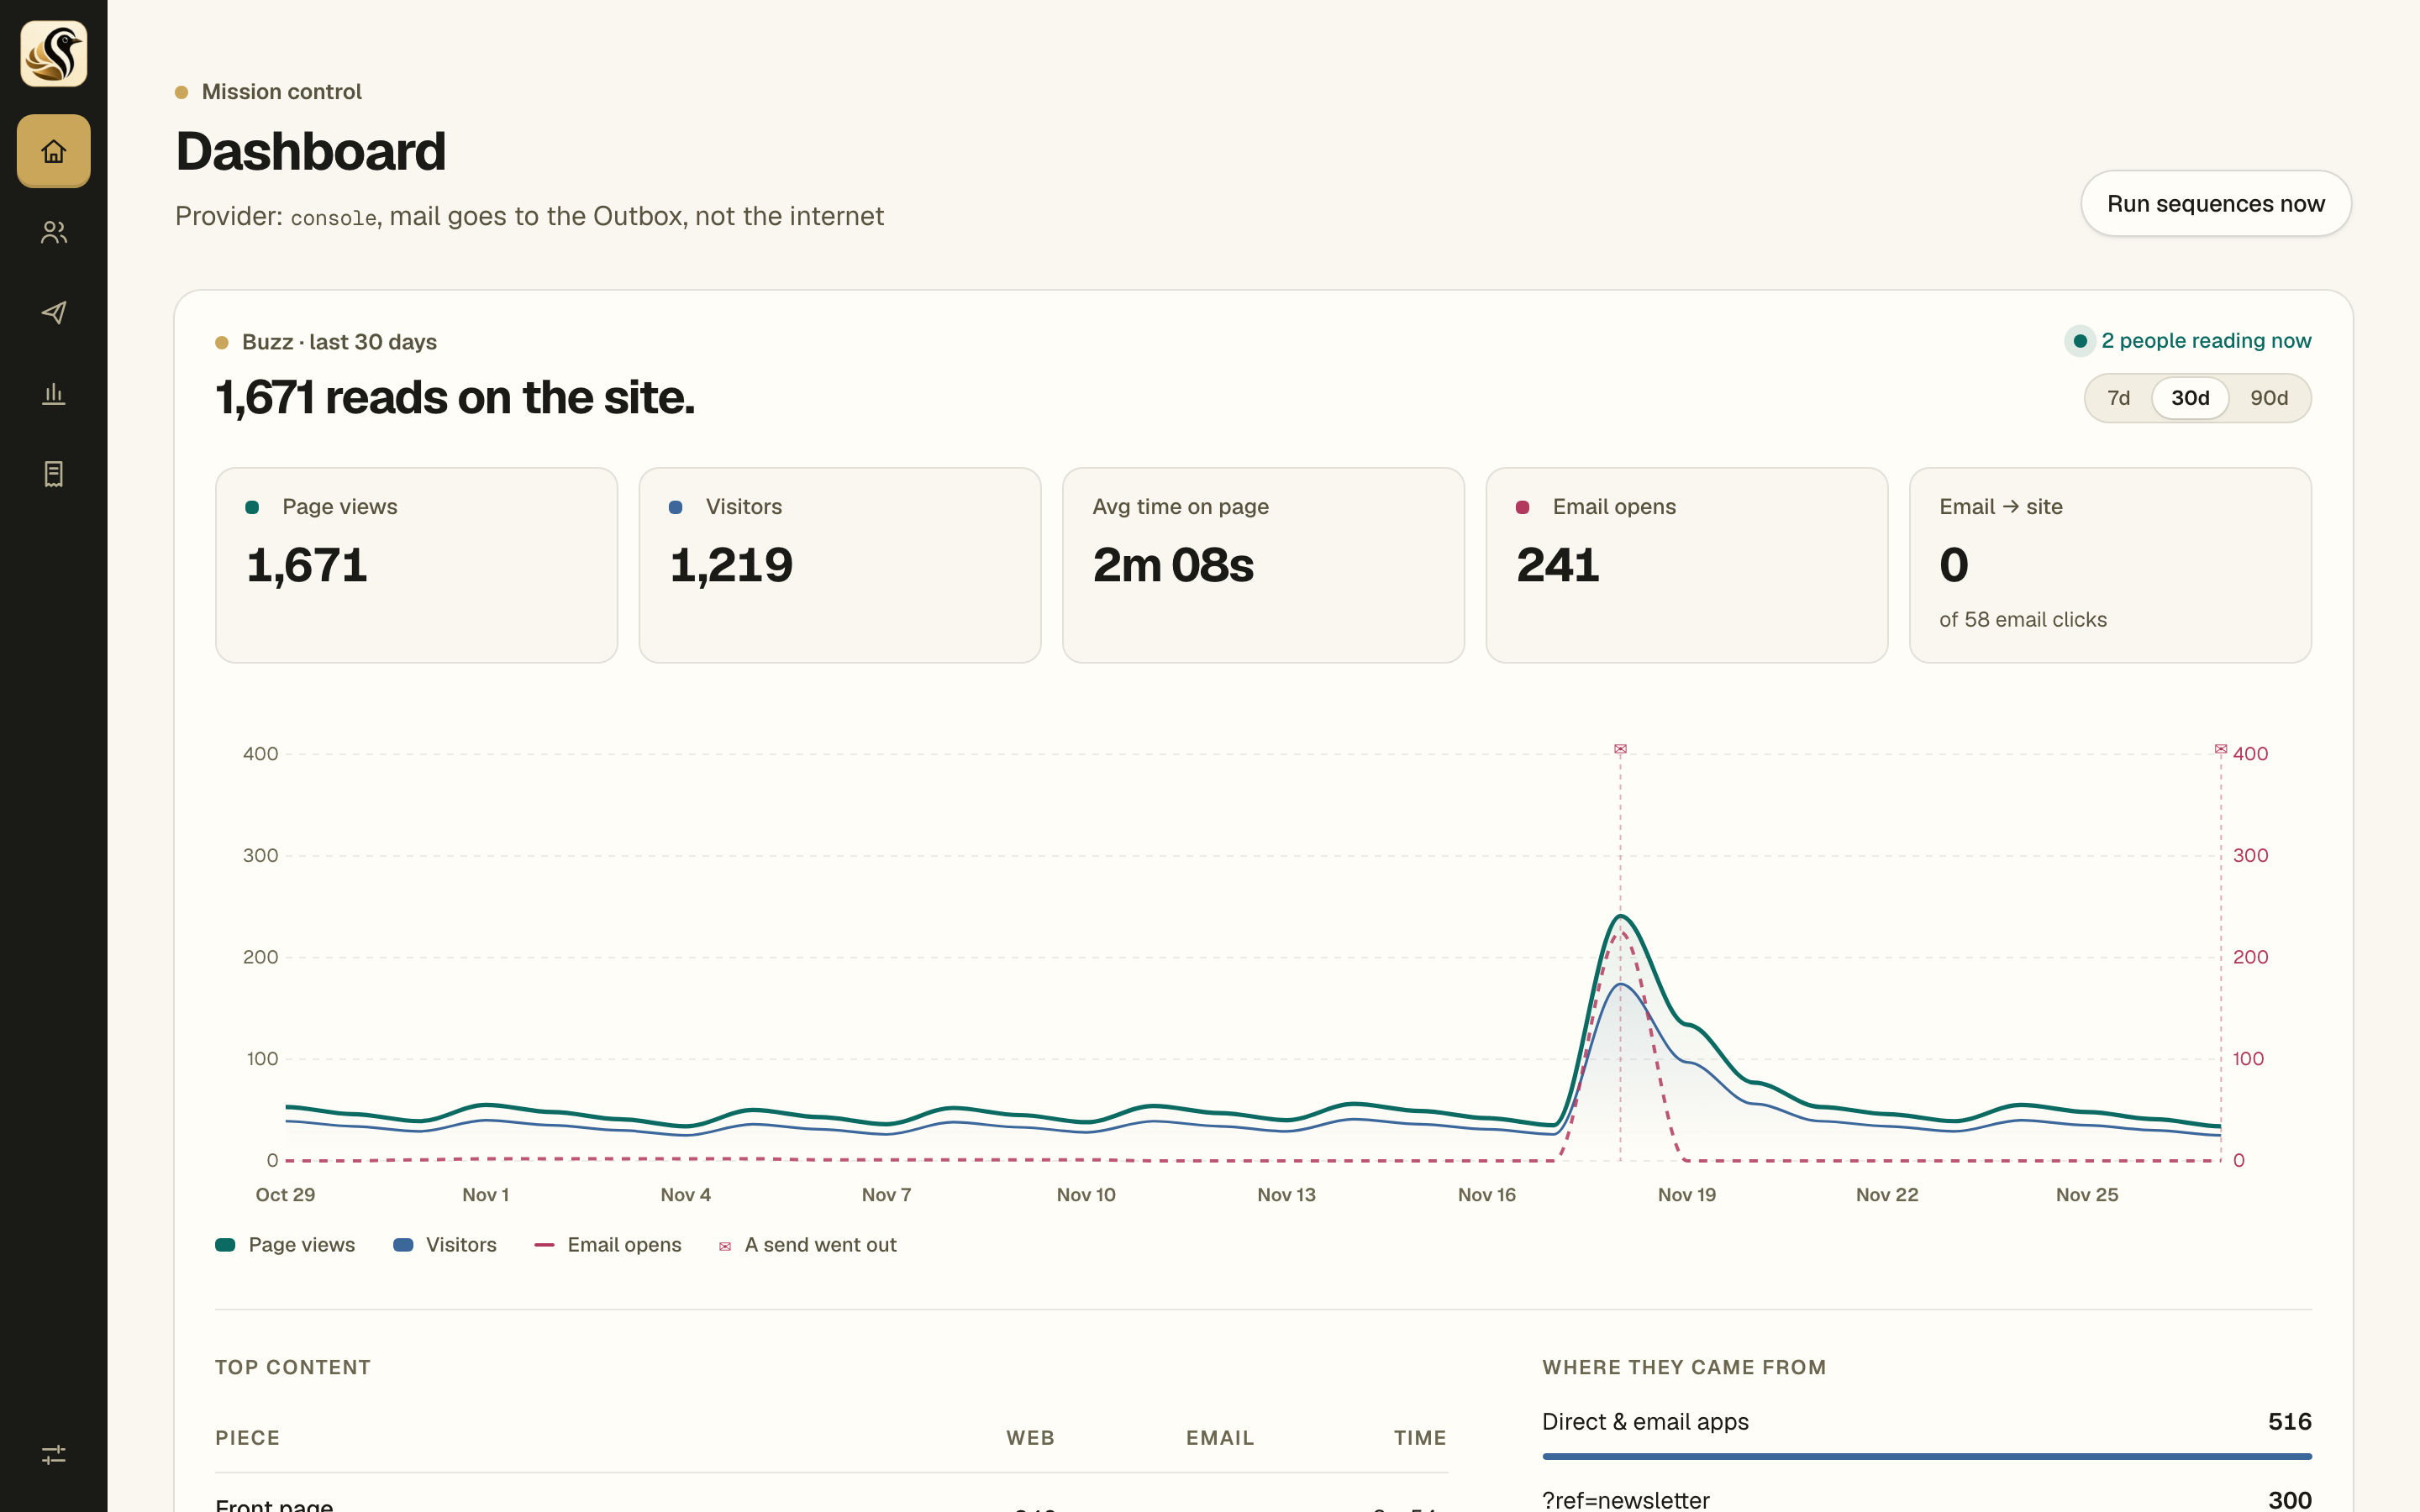 Mission control
Dashboard
Provider: console, mail goes to the Outbox, not the internet
Run sequences now
Buzz · last 30 days
2 people reading now
1,671 reads on the site.
7d 30d 90d
Page views
1,671
Visitors
1,219
Avg time on page
2m 08s
Email opens
241
Email → site
0
of 58 email clicks
400 400
300 300
200 200
100 100
0 0
Oct 29 Nov 1 Nov 4 Nov 7 Nov 10 Nov 13 Nov 16 Nov 19 Nov 22 Nov 25
Page views Visitors Email opens A send went out
TOP CONTENT
PIECE WEB EMAIL TIME
Front page
WHERE THEY CAME FROM
Direct & email apps 516
?ref=newsletter 300